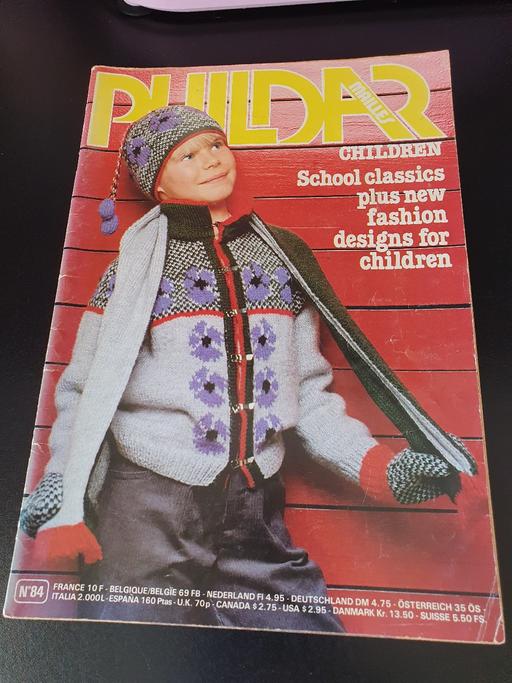 PHILDAR
MAILLES
CHILDREN
School classics
plus new
fashion
designs for
children
N°84
FRANCE 10 F - BELGIQUE/BELGÏE 69 FB - NEDERLAND Fl 4.95 - DEUTSCHLAND DM 4.75 - ÖSTERREICH 35 ÖS -
ITALIA 2.000L - ESPAÑA 160 Ptas - U.K. 70p - CANADA $ 2.75 - USA $ 2.95 - DANMARK Kr. 13.50 - SUISSE 5.50 FS.